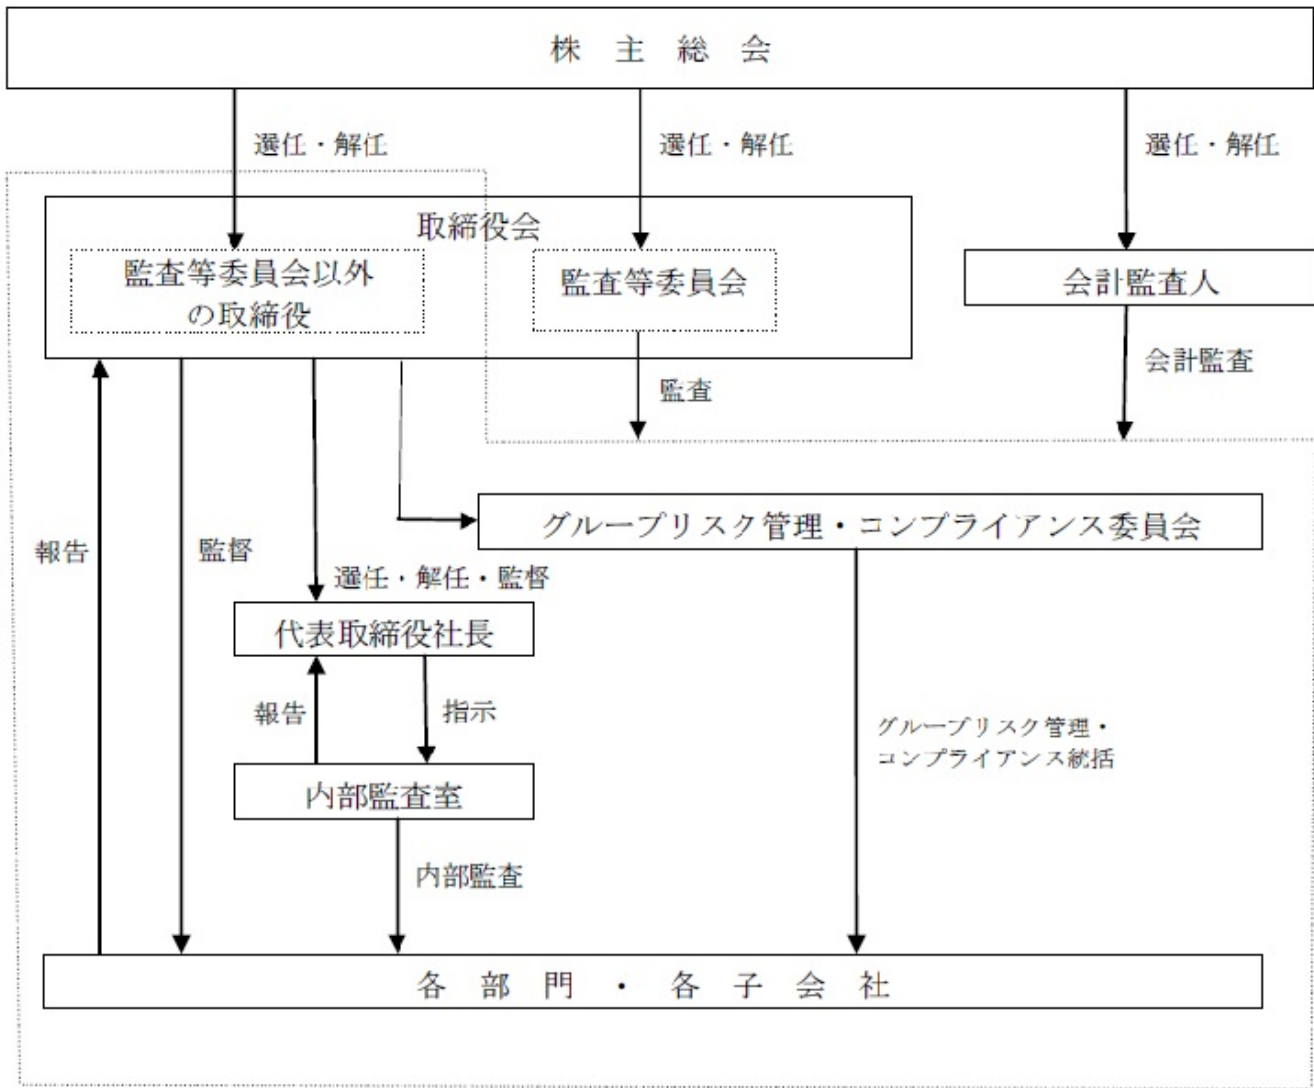 株主総会
選任・解任
選任・解任
選任・解任
取締役会
監査等委員会以外
の取締役
監査等委員会
会計監査人
監査
会計監査
グループリスク管理・コンプライアンス委員会
報告
監督
選任・解任・監督
代表取締役社長
報告
指示
グループリスク管理・
コンプライアンス統括
内部監査室
内部監査
各部門・各子会社